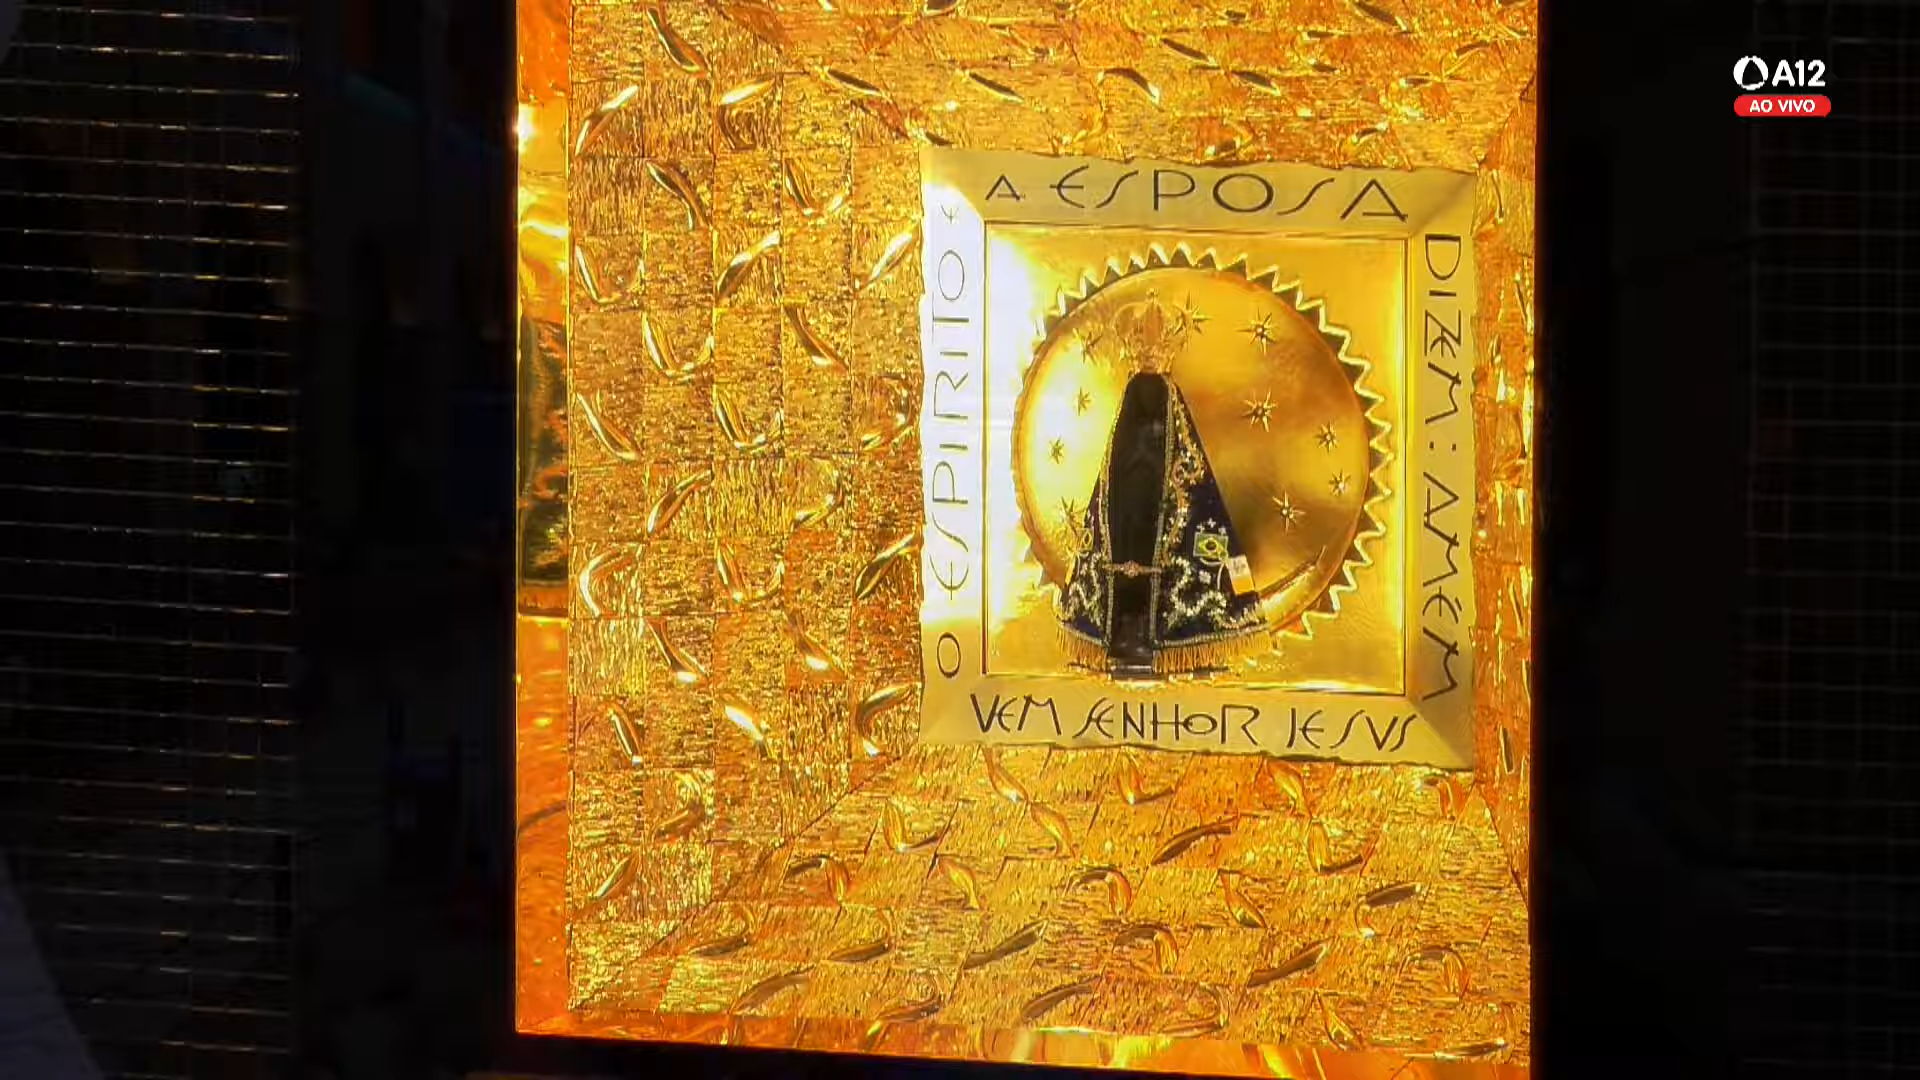 A12
AO VIVO
O ESPIRITO E
A ESPOSA
DIZEM: AMÉM
VEM SENHOR JESUS